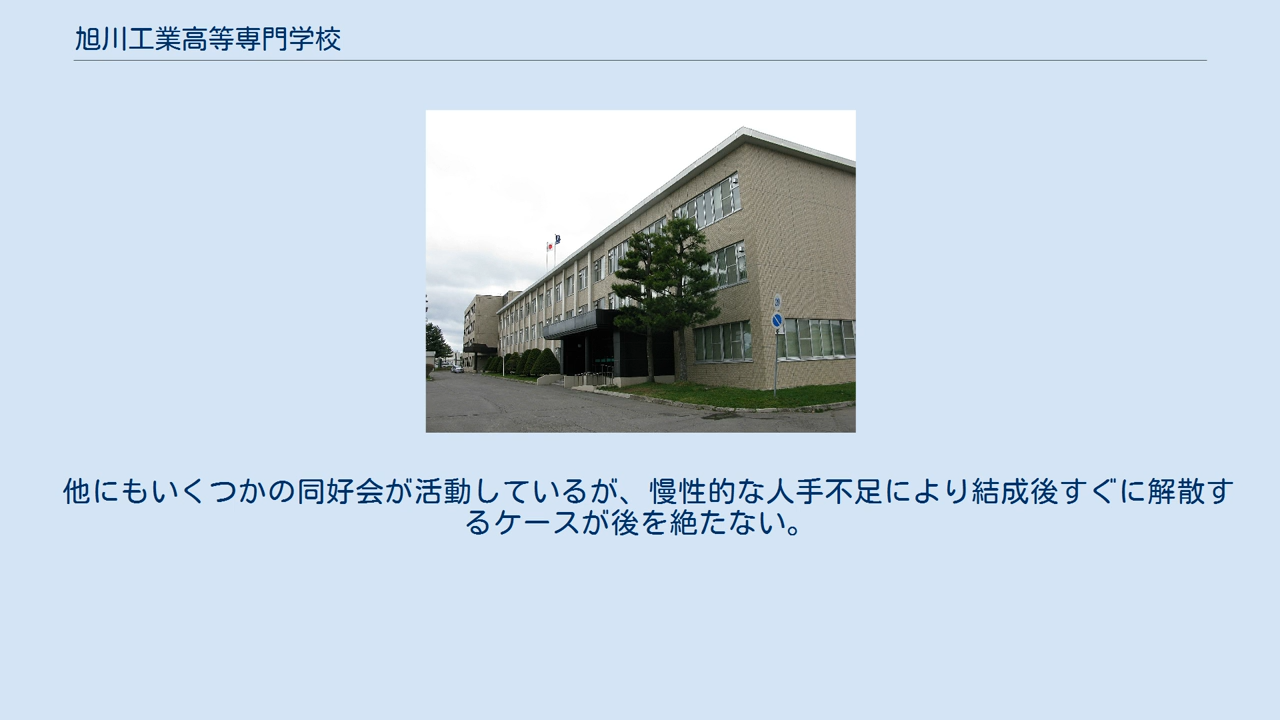 旭川工業高等専門学校
他にもいくつかの同好会が活動しているが、慢性的な人手不足により結成後すぐに解散す
るケースが後を絶たない。